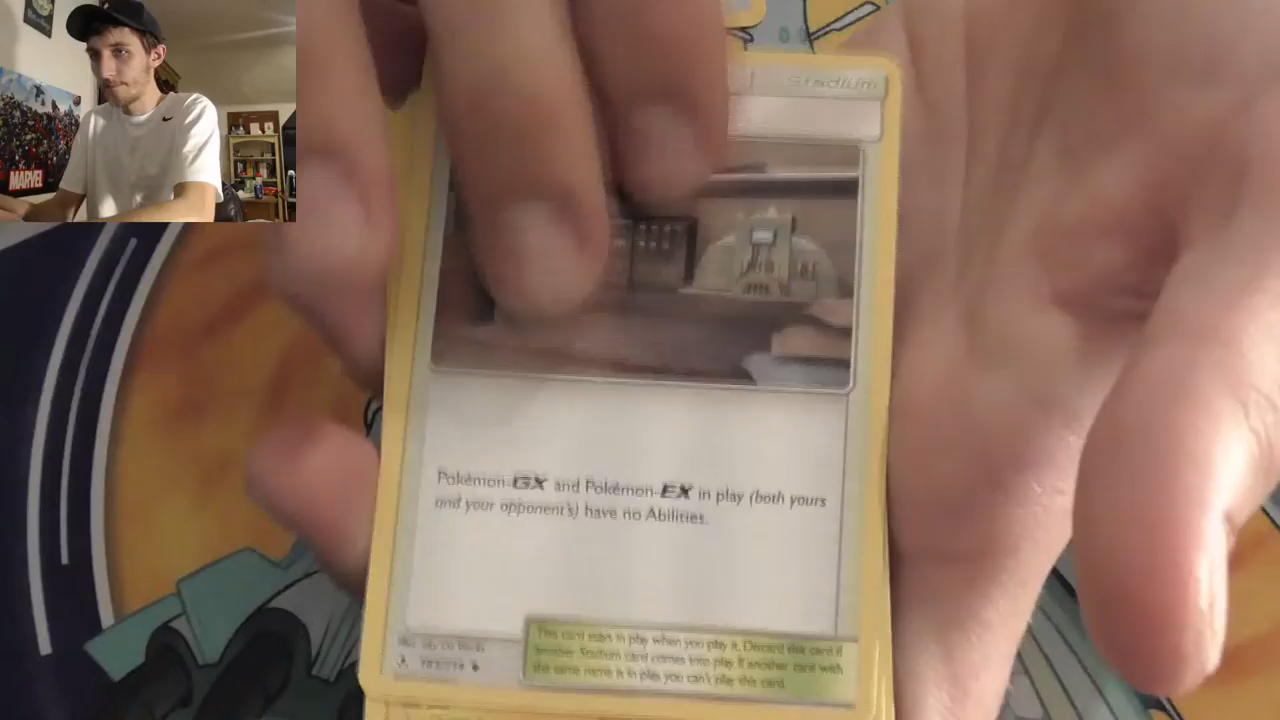 MARVEL
Stadium
Pokémon-GX and Pokémon-EX in play (both yours
and your opponent's) have no Abilities.
This card stays in play when you play it. Discard this card if
another Stadium card comes into play. If another card with
the same name is in play, you can't play this card.